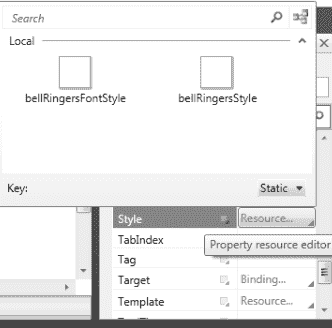 Search
Local
bellRingersFontStyle bellRingersStyle
Key: Static
Style Resource...
Property resource editor
TabIndex
Tag
Target Binding...
Template Resource...